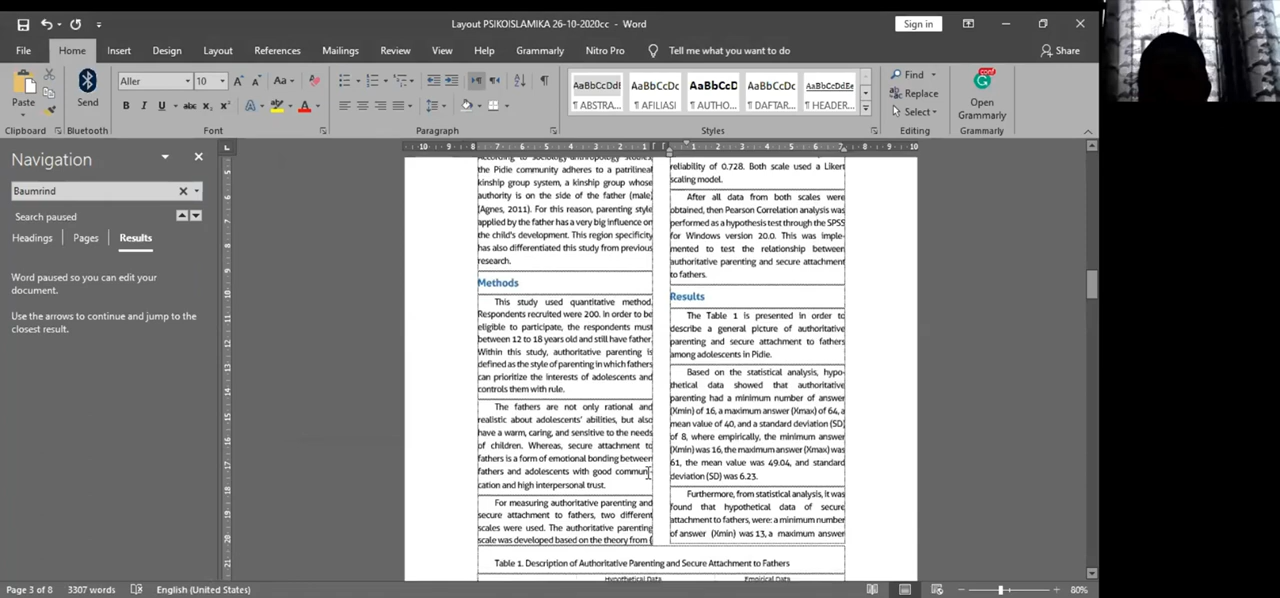 Layout PSIKOISLAMIKA 26-10-2020cc - Word
Sign in
File Home Insert Design Layout References Mailings Review View Help Grammarly Nitro Pro Tell me what you want to do Share
Paste
Send
Aller 10
Find
Replace
Select
Open
Grammarly
AaBbCcDdI AaBbCcDc AaBbCcD AaBbCcDc AaBbCcDdEe
ABSTRA... AFILIASI AUTHO... DAFTAR... HEADER...
Clipboard Bluetooth Font Paragraph Styles Editing Grammarly
Navigation
Baumrind
Search paused
Headings Pages Results
Word paused so you can edit your
document.
Use the arrows to continue and jump to the
closest result.
According to sociology-anthropology studies,
the Pidie community adheres to a patrilineal
kinship group system, a kinship group whose
authority is on the side of the father (male)
(Agnes, 2011). For this reason, parenting style
applied by the father has a very big influence on
the child's development. This region specificity
has also differentiated this study from previous
research.
Methods
This study used quantitative method.
Respondents recruited were 200. In order to be
eligible to participate, the respondents must
between 12 to 18 years old and still have father.
Within this study, authoritative parenting is
defined as the style of parenting in which fathers
can prioritize the interests of adolescents and
controls them with rule.
The fathers are not only rational and
realistic about adolescents' abilities, but also
have a warm, caring, and sensitive to the needs
of children. Whereas, secure attachment to
fathers is a form of emotional bonding between
fathers and adolescents with good communi-
cation and high interpersonal trust.
For measuring authoritative parenting and
secure attachment to fathers, two different
scales were used. The authoritative parenting
scale was developed based on the theory from (
reliability of 0.728. Both scale used a Likert
scaling model.
After all data from both scales were
obtained, then Pearson Correlation analysis was
performed as a hypothesis test through the SPSS
for Windows version 20.0. This was imple-
mented to test the relationship between
authoritative parenting and secure attachment
to fathers.
Results
The Table 1 is presented in order to
describe a general picture of authoritative
parenting and secure attachment to fathers
among adolescents in Pidie.
Based on the statistical analysis, hypo-
thetical data showed that authoritative
parenting had a minimum number of answer
(Xmin) of 16, a maximum answer (Xmax) of 64, a
mean value of 40, and a standard deviation (SD)
of 8, where empirically, the minimum answer
(Xmin) was 16, the maximum answer (Xmax) was
61, the mean value was 49.04, and standard
deviation (SD) was 6.23.
Furthermore, from statistical analysis, it was
found that hypothetical data of secure
attachment to fathers, were: a minimum number
of answer (Xmin) was 13, a maximum answer
Table 1. Description of Authoritative Parenting and Secure Attachment to Fathers
Hypothetical Data Empirical Data
Page 3 of 8 3307 words English (United States) 80%